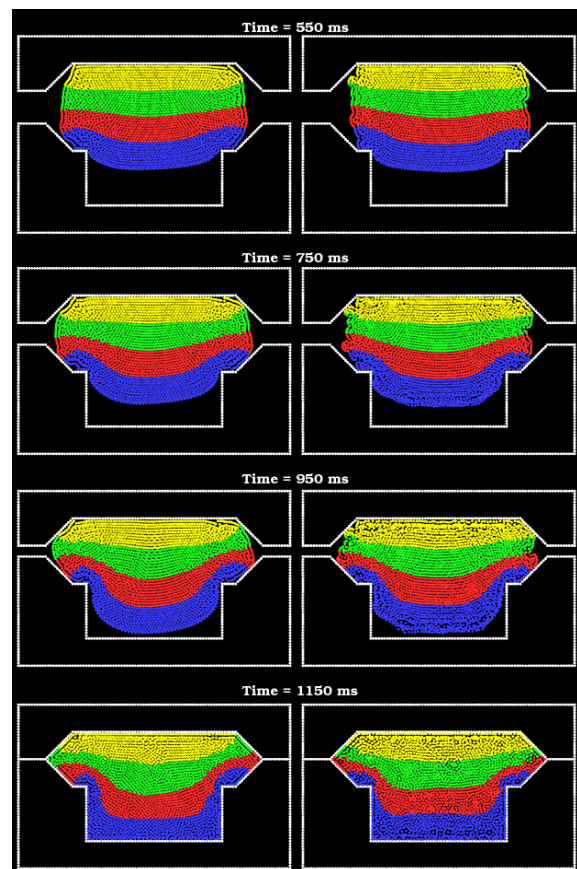 Time = 550 ms
Time = 750 ms
Time = 950 ms
Time = 1150 ms